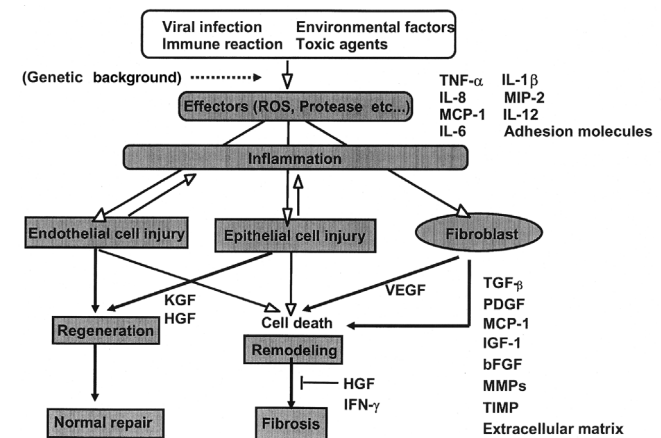 Viral infection Environmental factors
Immune reaction Toxic agents
(Genetic background)
Effectors (ROS, Protease etc...)
TNF-α IL-1β
IL-8 MIP-2
MCP-1 IL-12
IL-6 Adhesion molecules
Inflammation
Endothelial cell injury
Epithelial cell injury
Fibroblast
KGF
HGF
VEGF
TGF-β
PDGF
MCP-1
IGF-1
bFGF
MMPs
TIMP
Extracellular matrix
Regeneration
Cell death
Remodeling
HGF
IFN-γ
Normal repair
Fibrosis